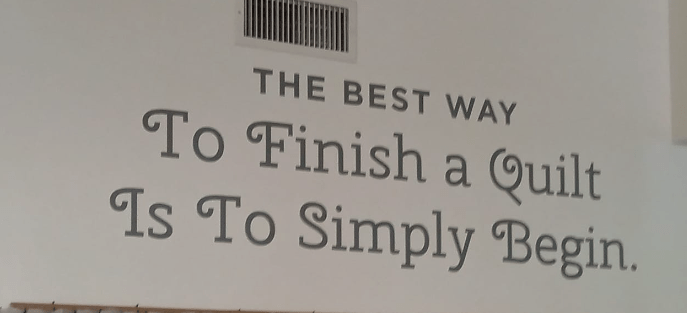 THE BEST WAY
To Finish a Quilt
Is To Simply Begin.